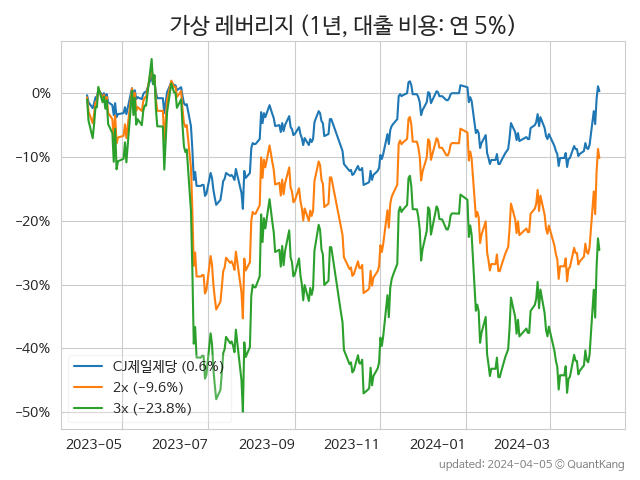 가상 레버리지 (1년, 대출 비용: 연 5%)
0%
−10%
−20%
−30%
−40%
−50%
CJ제일제당 (0.6%)
2x (−9.6%)
3x (−23.8%)
2023-05 2023-07 2023-09 2023-11 2024-01 2024-03
updated: 2024-04-05 © QuantKang